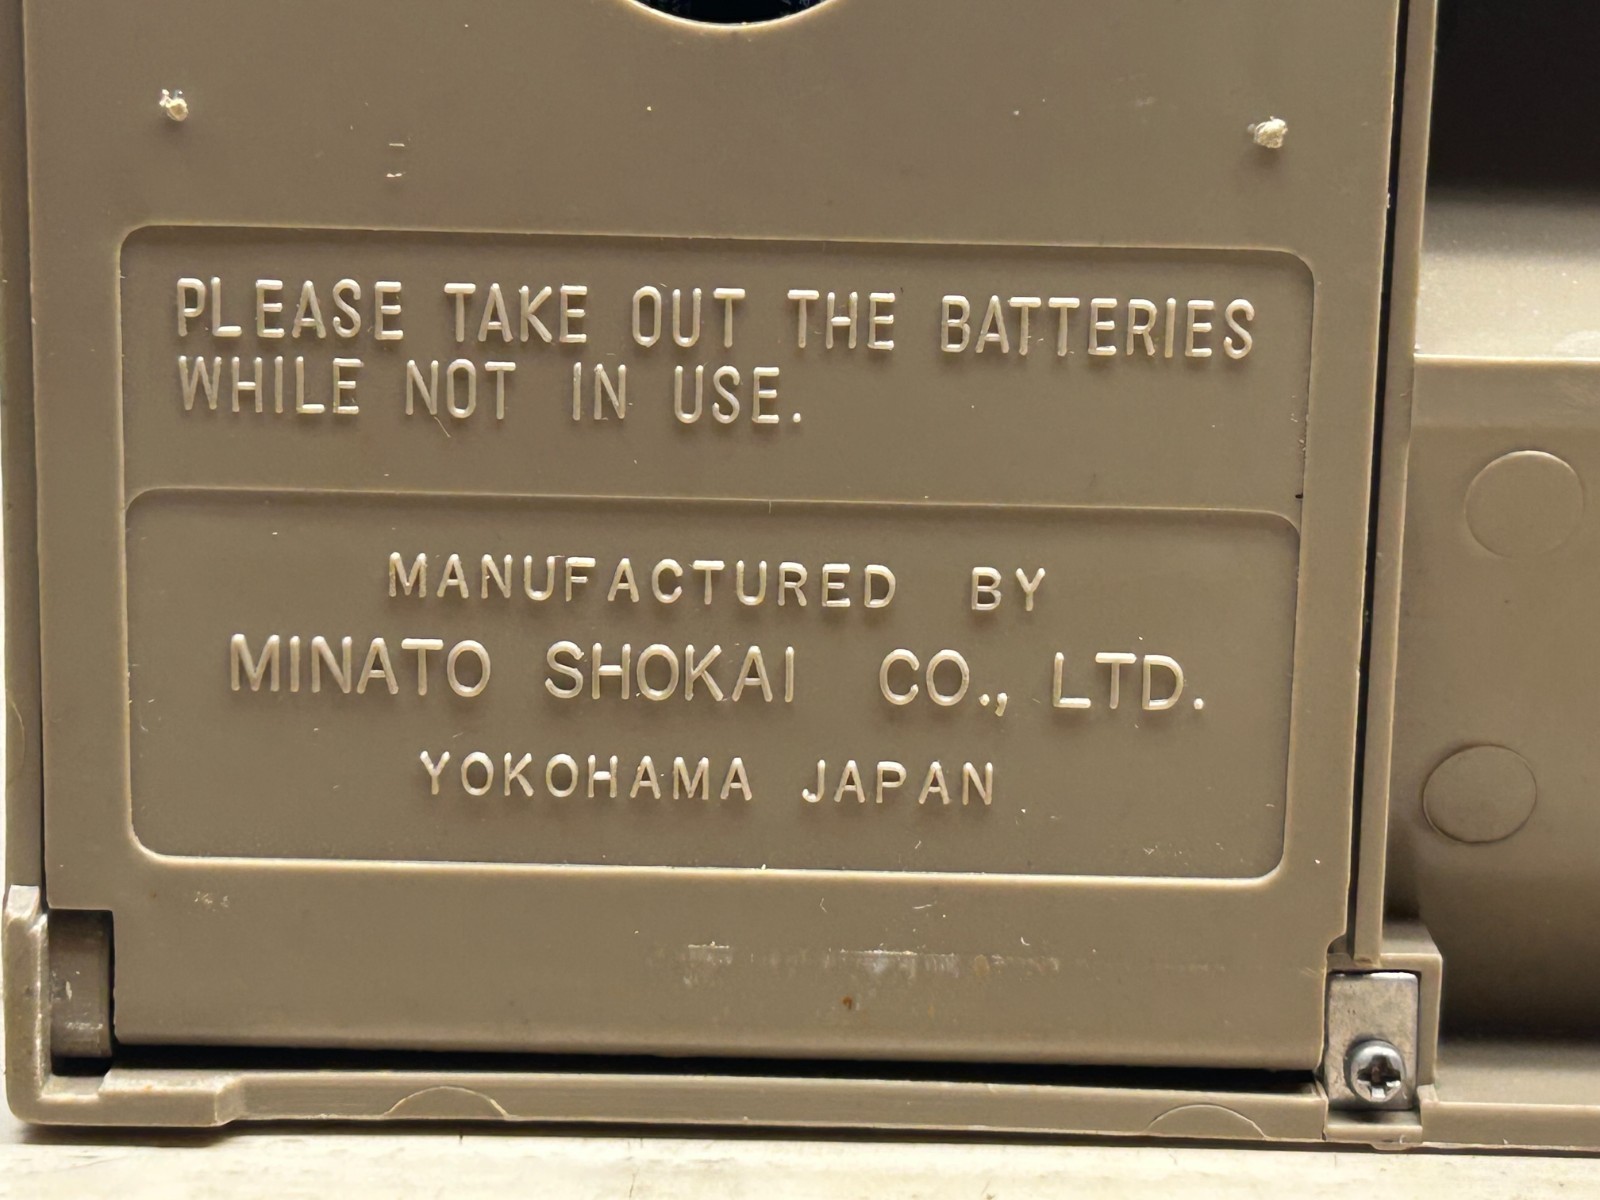 PLEASE TAKE OUT THE BATTERIES
WHILE NOT IN USE.
MANUFACTURED BY
MINATO SHOKAI CO., LTD.
YOKOHAMA JAPAN